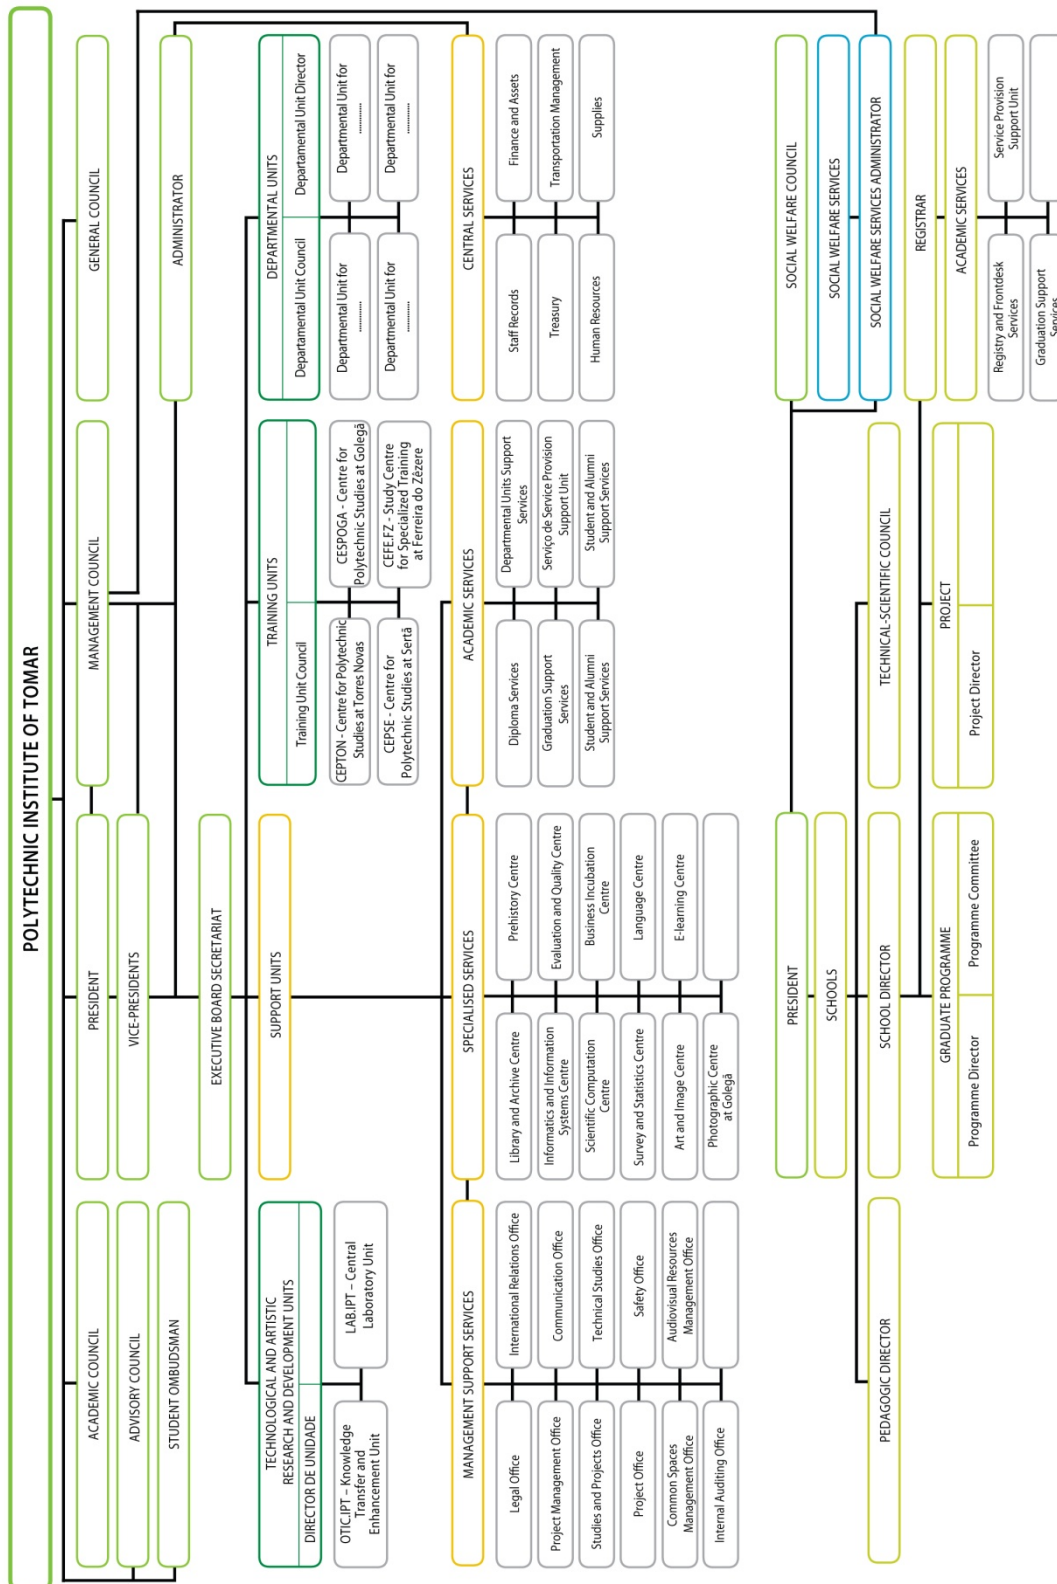 POLYTECHNIC INSTITUTE OF TOMAR
ACADEMIC COUNCIL
PRESIDENT
MANAGEMENT COUNCIL
GENERAL COUNCIL
ADVISORY COUNCIL
VICE-PRESIDENTS
STUDENT OMBUDSMAN
ADMINISTRATOR
EXECUTIVE BOARD SECRETARIAT
TECHNOLOGICAL AND ARTISTIC
RESEARCH AND DEVELOPMENT UNITS
DIRECTOR DE UNIDADE
SUPPORT UNITS
TRAINING UNITS
Training Unit Council
DEPARTMENTAL UNITS
Departamental Unit Council
Departamental Unit Director
OTIC.IPT – Knowledge
Transfer and
Enhancement Unit
LAB.IPT – Central
Laboratory Unit
CEPTON - Centre for Polytechnic
Studies at Torres Novas
CESPOGA - Centre for
Polytechnic Studies at Golegã
CEPSE - Centre for
Polytechnic Studies at Sertã
CEFE.FZ - Study Centre
for Specialized Training
at Ferreira do Zêzere
Departmental Unit for
............
Departmental Unit for
............
Departmental Unit for
............
Departmental Unit for
............
MANAGEMENT SUPPORT SERVICES
SPECIALISED SERVICES
ACADEMIC SERVICES
CENTRAL SERVICES
Legal Office
International Relations Office
Project Management Office
Communication Office
Studies and Projects Office
Technical Studies Office
Project Office
Safety Office
Common Spaces
Management Office
Audiovisual Resources
Management Office
Internal Auditing Office
Library and Archive Centre
Prehistory Centre
Informatics and Information
Systems Centre
Evaluation and Quality Centre
Scientific Computation
Centre
Business Incubation
Centre
Survey and Statistics Centre
Language Centre
Art and Image Centre
E-learning Centre
Photographic Centre
at Golegã
Diploma Services
Departmental Units Support
Services
Graduation Support
Services
Serviço de Service Provision
Support Unit
Student and Alumni
Support Services
Student and Alumni
Support Services
Staff Records
Finance and Assets
Treasury
Transportation Management
Human Resources
Supplies
PRESIDENT
SOCIAL WELFARE COUNCIL
SCHOOLS
SOCIAL WELFARE SERVICES
PEDAGOGIC DIRECTOR
SCHOOL DIRECTOR
TECHNICAL-SCIENTIFIC COUNCIL
SOCIAL WELFARE SERVICES ADMINISTRATOR
GRADUATE PROGRAMME
Programme Director
Programme Committee
PROJECT
Project Director
REGISTRAR
ACADEMIC SERVICES
Registry and Frontdesk
Services
Service Provision
Support Unit
Graduation Support
Services